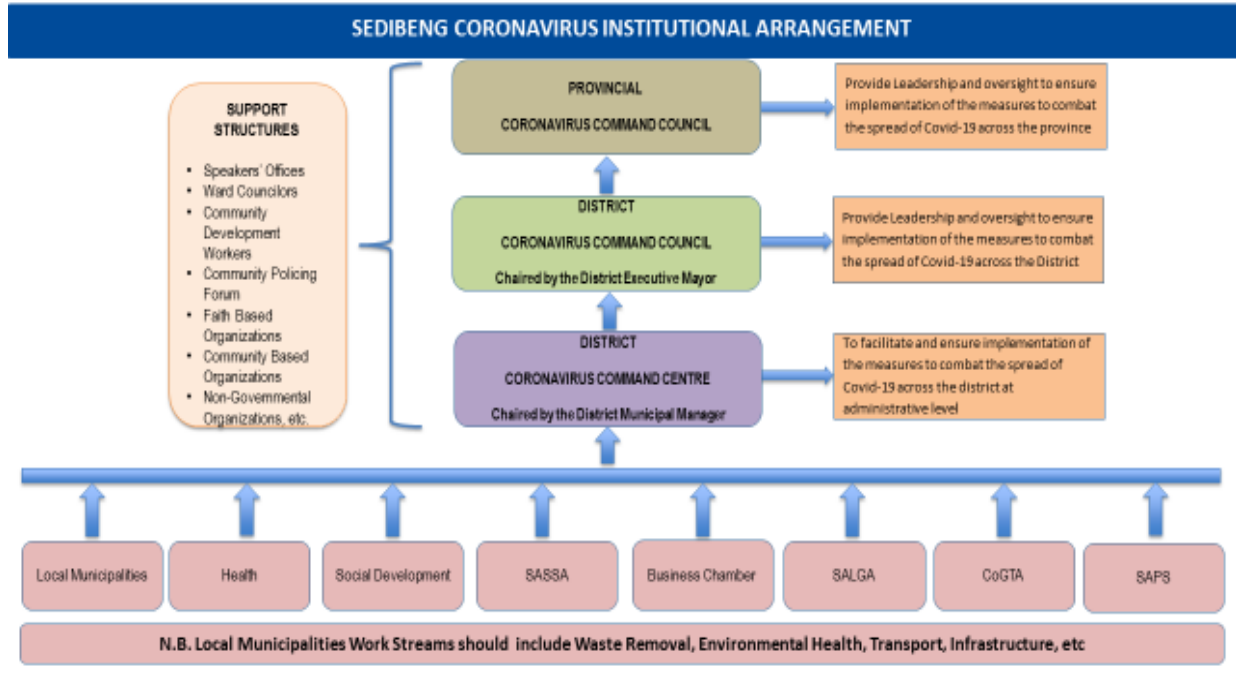 SEDIBENG CORONAVIRUS INSTITUTIONAL ARRANGEMENT
SUPPORT
STRUCTURES
• Speakers' Offices
• Ward Councilors
• Community
Development
Workers
• Community Policing
Forum
• Faith Based
Organizations
• Community Based
Organizations
• Non-Governmental
Organizations, etc.
PROVINCIAL
CORONAVIRUS COMMAND COUNCIL
Provide Leadership and oversight to ensure
implementation of the measures to combat
the spread of Covid-19 across the province
DISTRICT
CORONAVIRUS COMMAND COUNCIL
Chaired by the District Executive Mayor
Provide Leadership and oversight to ensure
implementation of the measures to combat
the spread of Covid-19 across the District
DISTRICT
CORONAVIRUS COMMAND CENTRE
Chaired by the District Municipal Manager
To facilitate and ensure implementation of
the measures to combat the spread of
Covid-19 across the district at
administrative level
Local Municipalities
Health
Social Development
SASSA
Business Chamber
SALGA
CoGTA
SAPS
N.B. Local Municipalities Work Streams should include Waste Removal, Environmental Health, Transport, Infrastructure, etc